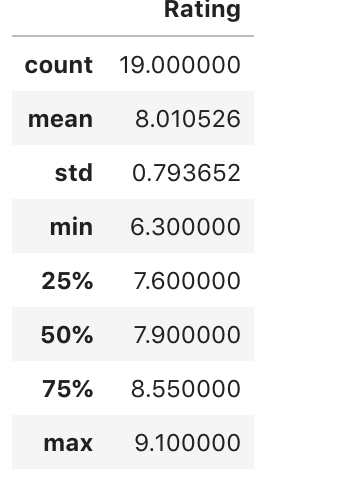 Rating
count 19.000000
mean 8.010526
std 0.793652
min 6.300000
25% 7.600000
50% 7.900000
75% 8.550000
max 9.100000